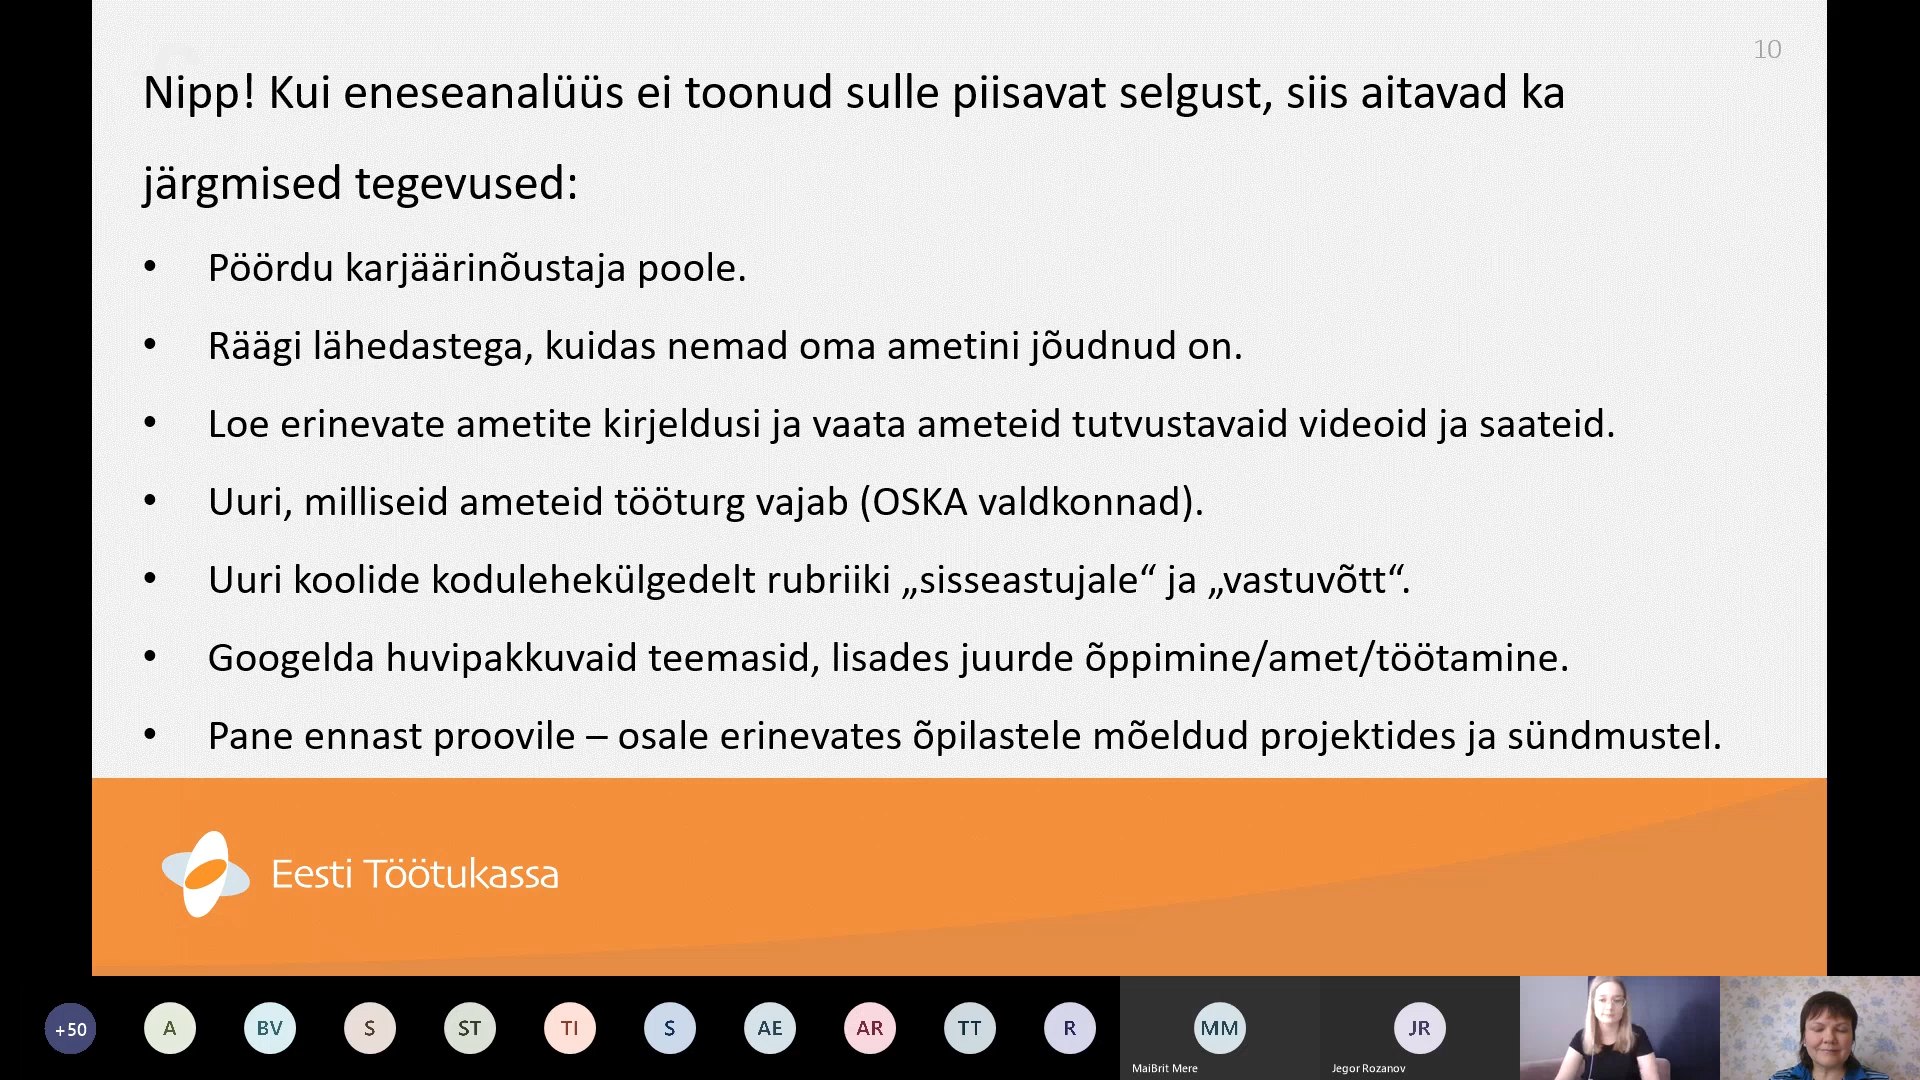 10
Nipp! Kui eneseanalüüs ei toonud sulle piisavat selgust, siis aitavad ka
järgmised tegevused:
• Pöördu karjäärinõustaja poole.
• Räägi lähedastega, kuidas nemad oma ametini jõudnud on.
• Loe erinevate ametite kirjeldusi ja vaata ameteid tutvustavaid videoid ja saateid.
• Uuri, milliseid ameteid tööturg vajab (OSKA valdkonnad).
• Uuri koolide kodulehekülgedelt rubriiki „sisseastujale“ ja „vastuvõtt“.
• Googelda huvipakkuvaid teemasid, lisades juurde õppimine/amet/töötamine.
• Pane ennast proovile – osale erinevates õpilastele mõeldud projektides ja sündmustel.
Eesti Töötukassa
+50 A BV S ST TI S AE AR TT R MM JR
MaiBrit Mere Jegor Rozanov